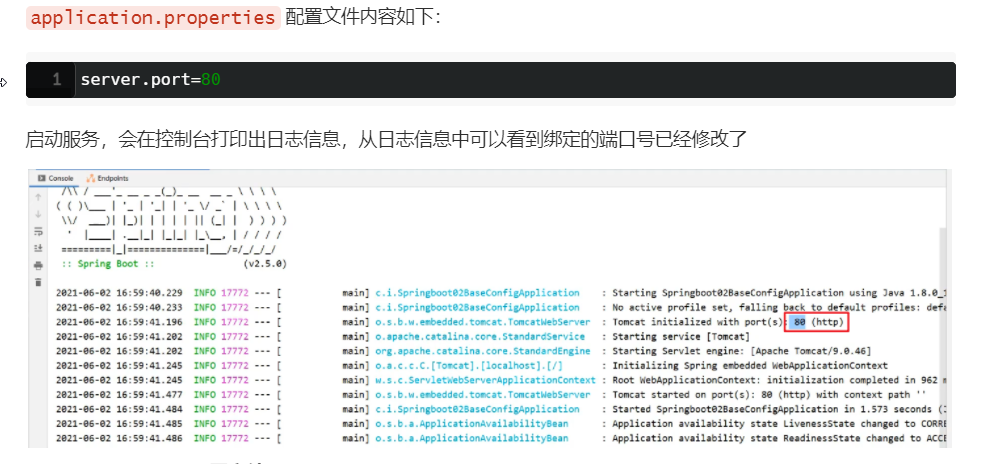 application.properties 配置文件内容如下：
1 server.port=80
启动服务，会在控制台打印出日志信息，从日志信息中可以看到绑定的端口号已经修改了
Console Endpoints
:: Spring Boot :: (v2.5.0)
2021-06-02 16:59:40.229 INFO 17772 --- [ main] c.i.Springboot02BaseConfigApplication : Starting Springboot02BaseConfigApplication using Java 1.8.0_
2021-06-02 16:59:40.233 INFO 17772 --- [ main] c.i.Springboot02BaseConfigApplication : No active profile set, falling back to default profiles: defa
2021-06-02 16:59:41.196 INFO 17772 --- [ main] o.s.b.w.embedded.tomcat.TomcatWebServer : Tomcat initialized with port(s): 80 (http)
2021-06-02 16:59:41.202 INFO 17772 --- [ main] o.apache.catalina.core.StandardService : Starting service [Tomcat]
2021-06-02 16:59:41.202 INFO 17772 --- [ main] org.apache.catalina.core.StandardEngine : Starting Servlet engine: [Apache Tomcat/9.0.46]
2021-06-02 16:59:41.245 INFO 17772 --- [ main] o.a.c.c.C.[Tomcat].[localhost].[/] : Initializing Spring embedded WebApplicationContext
2021-06-02 16:59:41.245 INFO 17772 --- [ main] w.s.c.ServletWebServerApplicationContext : Root WebApplicationContext: initialization completed in 962 m
2021-06-02 16:59:41.477 INFO 17772 --- [ main] o.s.b.w.embedded.tomcat.TomcatWebServer : Tomcat started on port(s): 80 (http) with context path ''
2021-06-02 16:59:41.484 INFO 17772 --- [ main] c.i.Springboot02BaseConfigApplication : Started Springboot02BaseConfigApplication in 1.573 seconds (J
2021-06-02 16:59:41.485 INFO 17772 --- [ main] o.s.b.a.ApplicationAvailabilityBean : Application availability state LivenessState changed to CORRE
2021-06-02 16:59:41.486 INFO 17772 --- [ main] o.s.b.a.ApplicationAvailabilityBean : Application availability state ReadinessState changed to ACCE